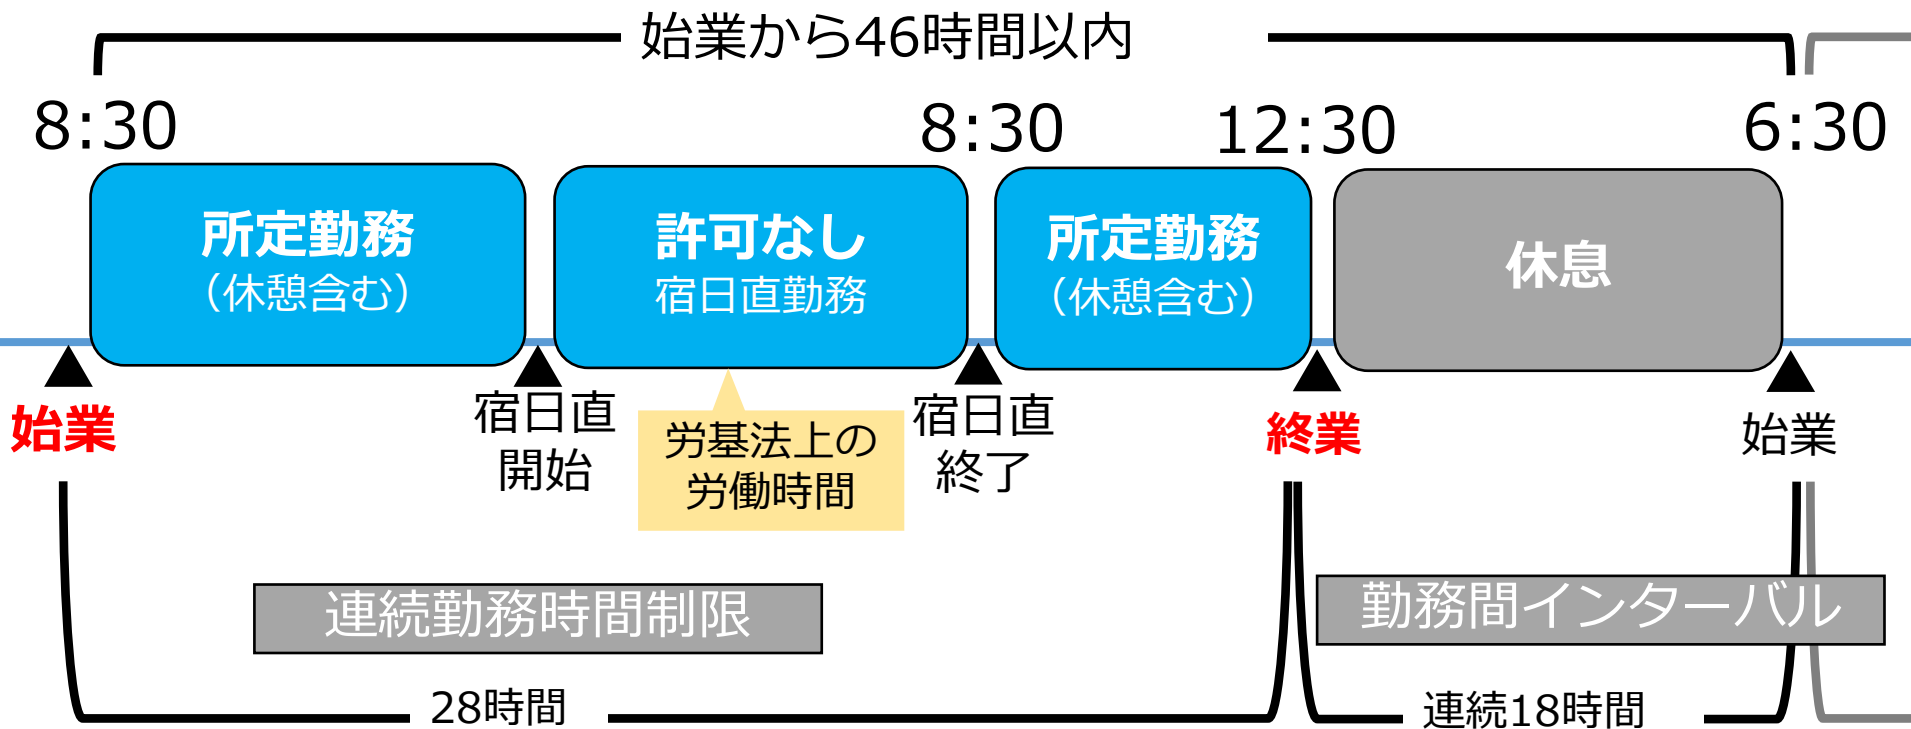 始業から46時間以内
8:30
8:30
12:30
6:30
所定勤務
（休憩含む）
許可なし
宿日直勤務
所定勤務
（休憩含む）
休息
始業
宿日直
開始
労基法上の
労働時間
宿日直
終了
終業
始業
連続勤務時間制限
勤務間インターバル
28時間
連続18時間